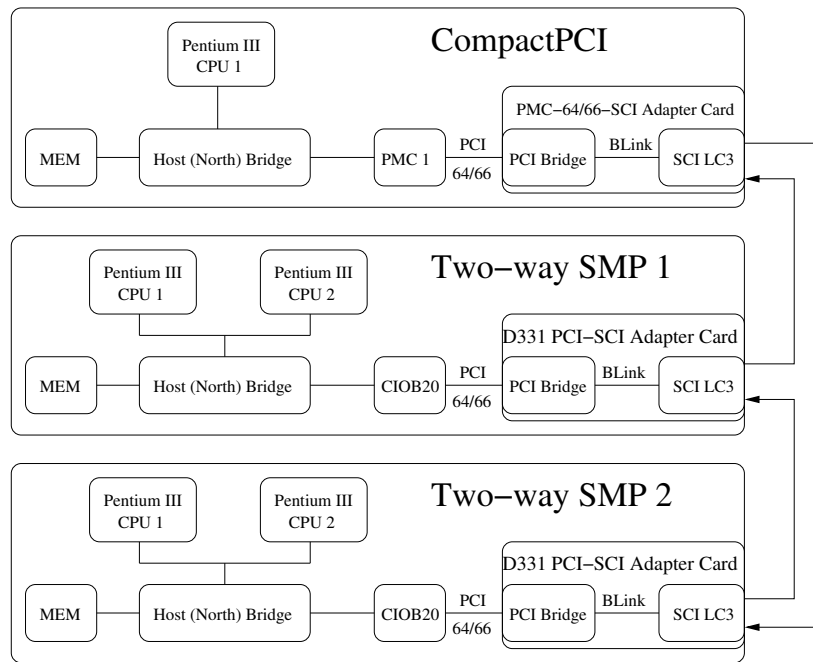 CompactPCI
Pentium III
CPU 1
PMC−64/66−SCI Adapter Card
MEM
Host (North) Bridge
PMC 1
PCI
64/66
PCI Bridge
BLink
SCI LC3
Two−way SMP 1
Pentium III
CPU 1
Pentium III
CPU 2
D331 PCI−SCI Adapter Card
MEM
Host (North) Bridge
CIOB20
PCI
64/66
PCI Bridge
BLink
SCI LC3
Two−way SMP 2
Pentium III
CPU 1
Pentium III
CPU 2
D331 PCI−SCI Adapter Card
MEM
Host (North) Bridge
CIOB20
PCI
64/66
PCI Bridge
BLink
SCI LC3